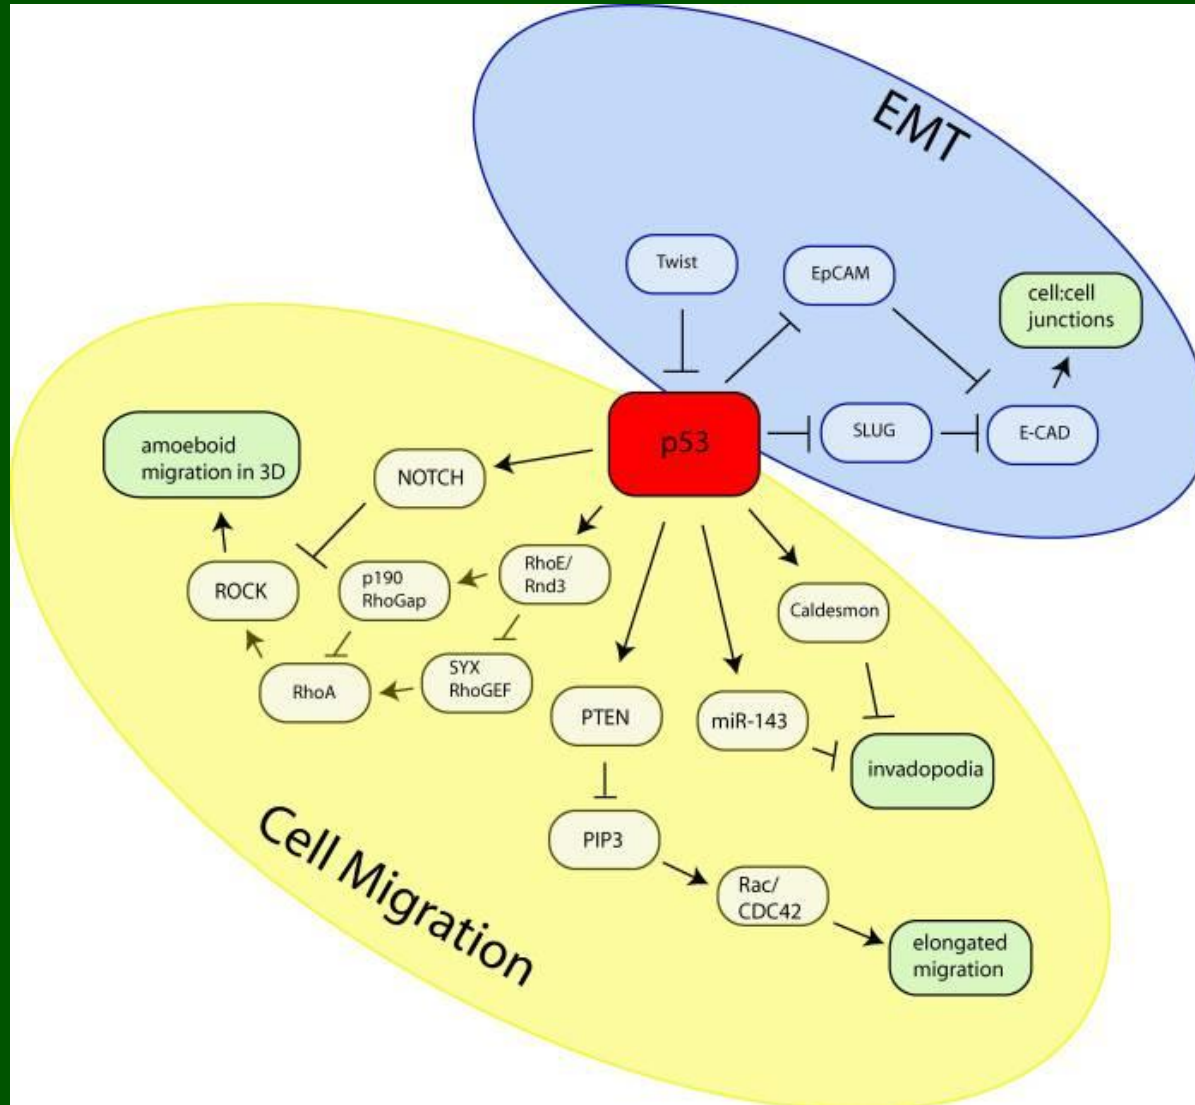 EMT
Twist
EpCAM
cell:cell
junctions
p53
SLUG
E-CAD
amoeboid
migration in 3D
NOTCH
ROCK
p190
RhoGap
RhoE/
Rnd3
Caldesmon
RhoA
SYX
RhoGEF
PTEN
miR-143
invadopodia
PIP3
Rac/
CDC42
elongated
migration
Cell Migration